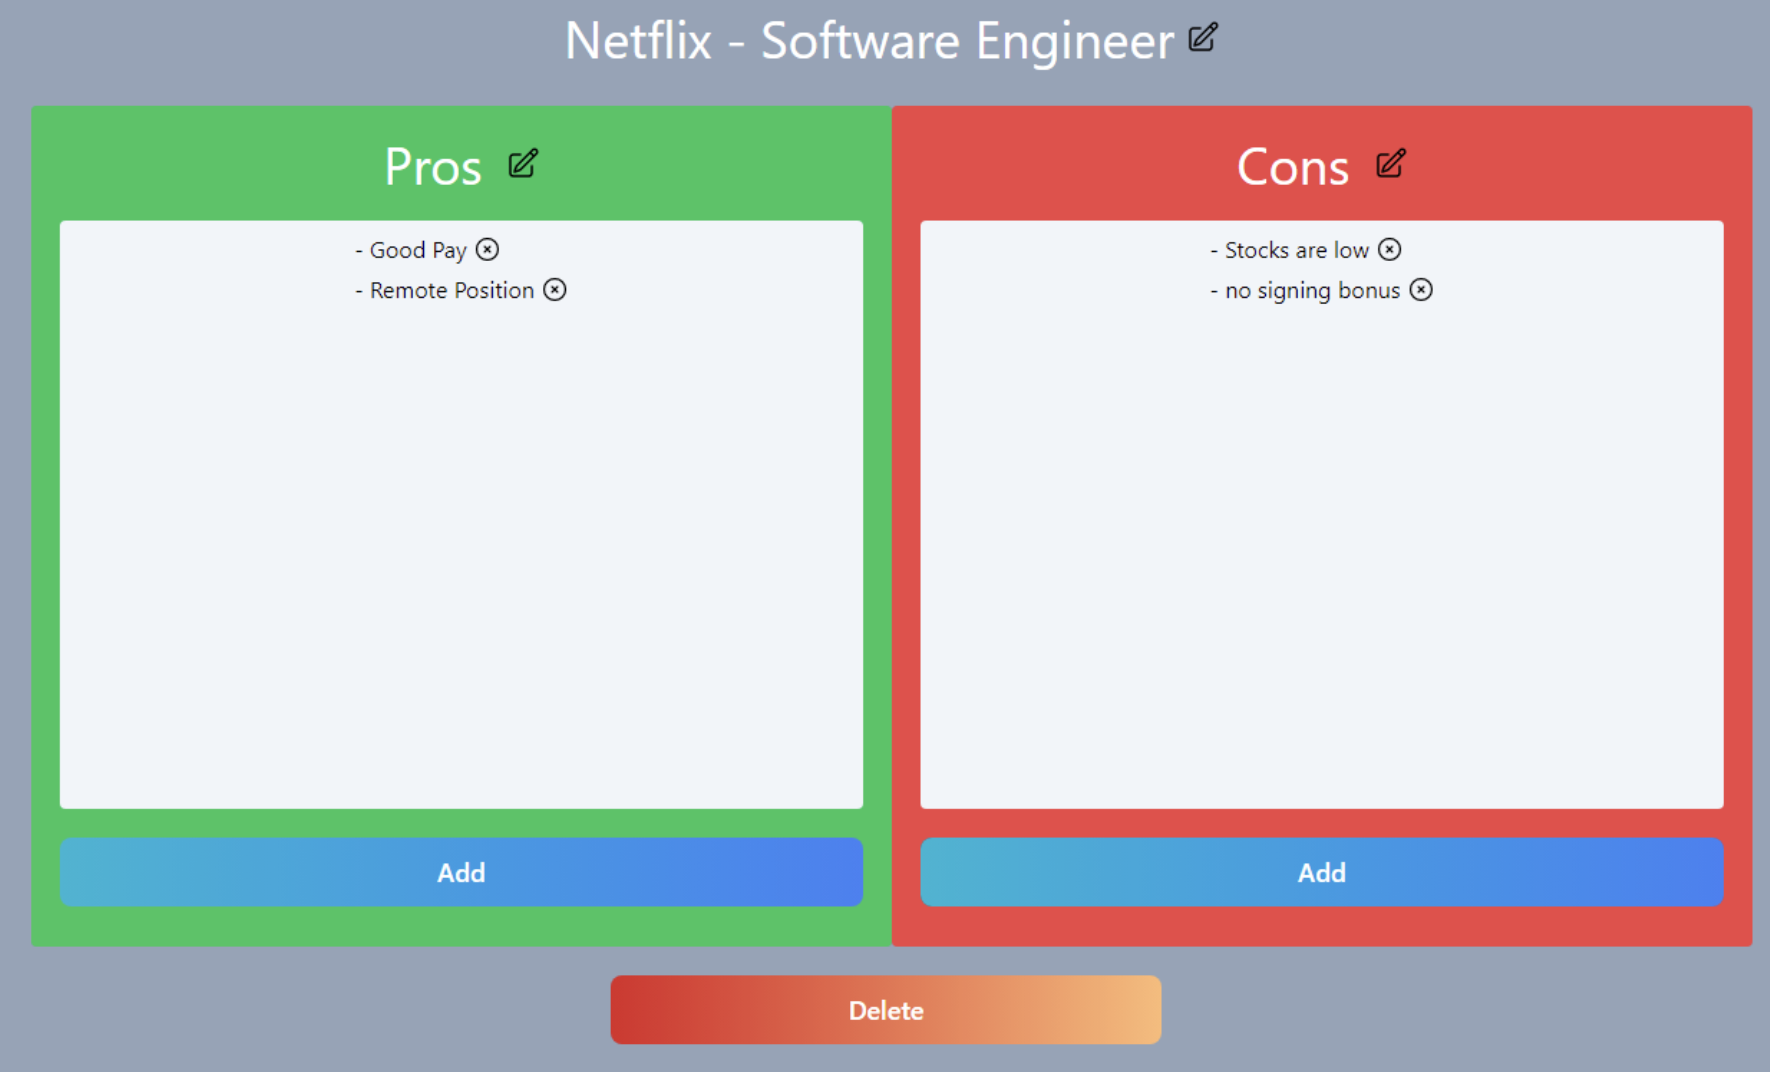 Netflix - Software Engineer
Pros
- Good Pay
- Remote Position
Add
Cons
- Stocks are low
- no signing bonus
Add
Delete